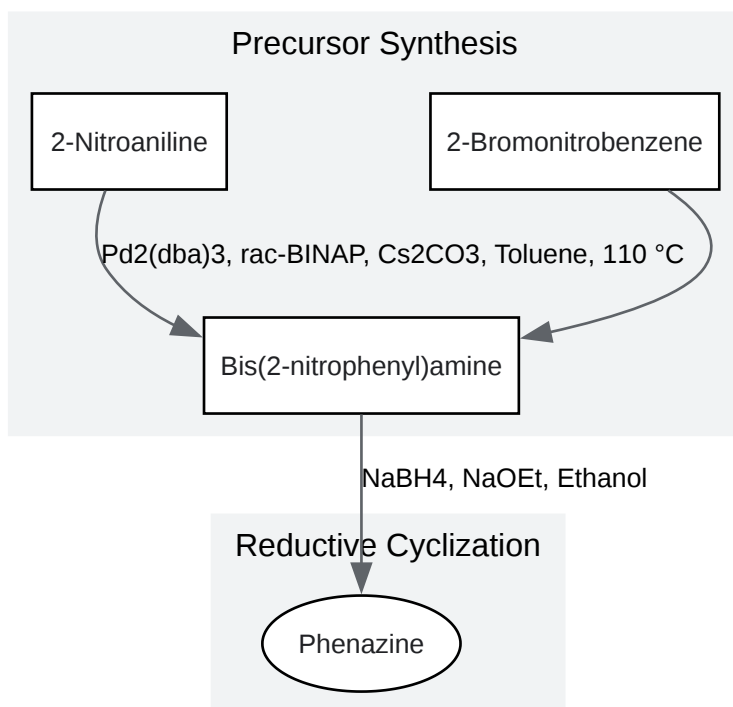 Precursor Synthesis
2-Nitroaniline
2-Bromonitrobenzene
Pd2(dba)3, rac-BINAP, Cs2CO3, Toluene, 110 °C
Bis(2-nitrophenyl)amine
NaBH4, NaOEt, Ethanol
Reductive Cyclization
Phenazine